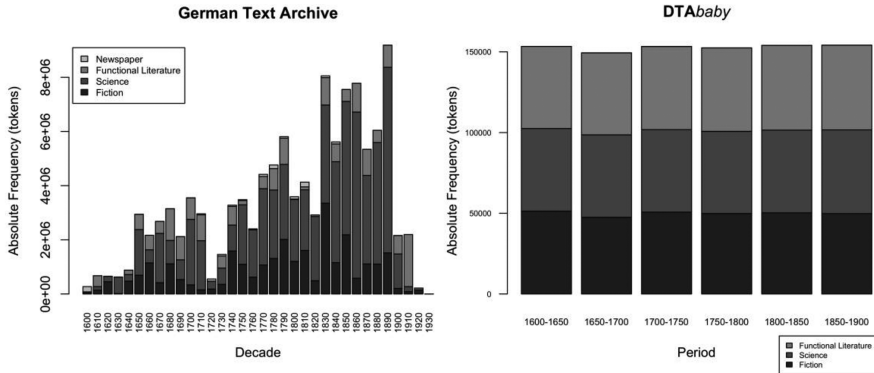 German Text Archive
Newspaper
Functional Literature
Science
Fiction
Absolute Frequency (tokens)
8e+06
6e+06
4e+06
2e+06
0e+00
1600
1610
1620
1630
1640
1650
1660
1670
1680
1690
1700
1710
1720
1730
1740
1750
1760
1770
1780
1790
1800
1810
1820
1830
1840
1850
1860
1870
1880
1890
1900
1910
1920
1930
Decade
DTAbaby
Absolute Frequency (tokens)
150000
100000
50000
0
1600-1650
1650-1700
1700-1750
1750-1800
1800-1850
1850-1900
Period
Functional Literature
Science
Fiction